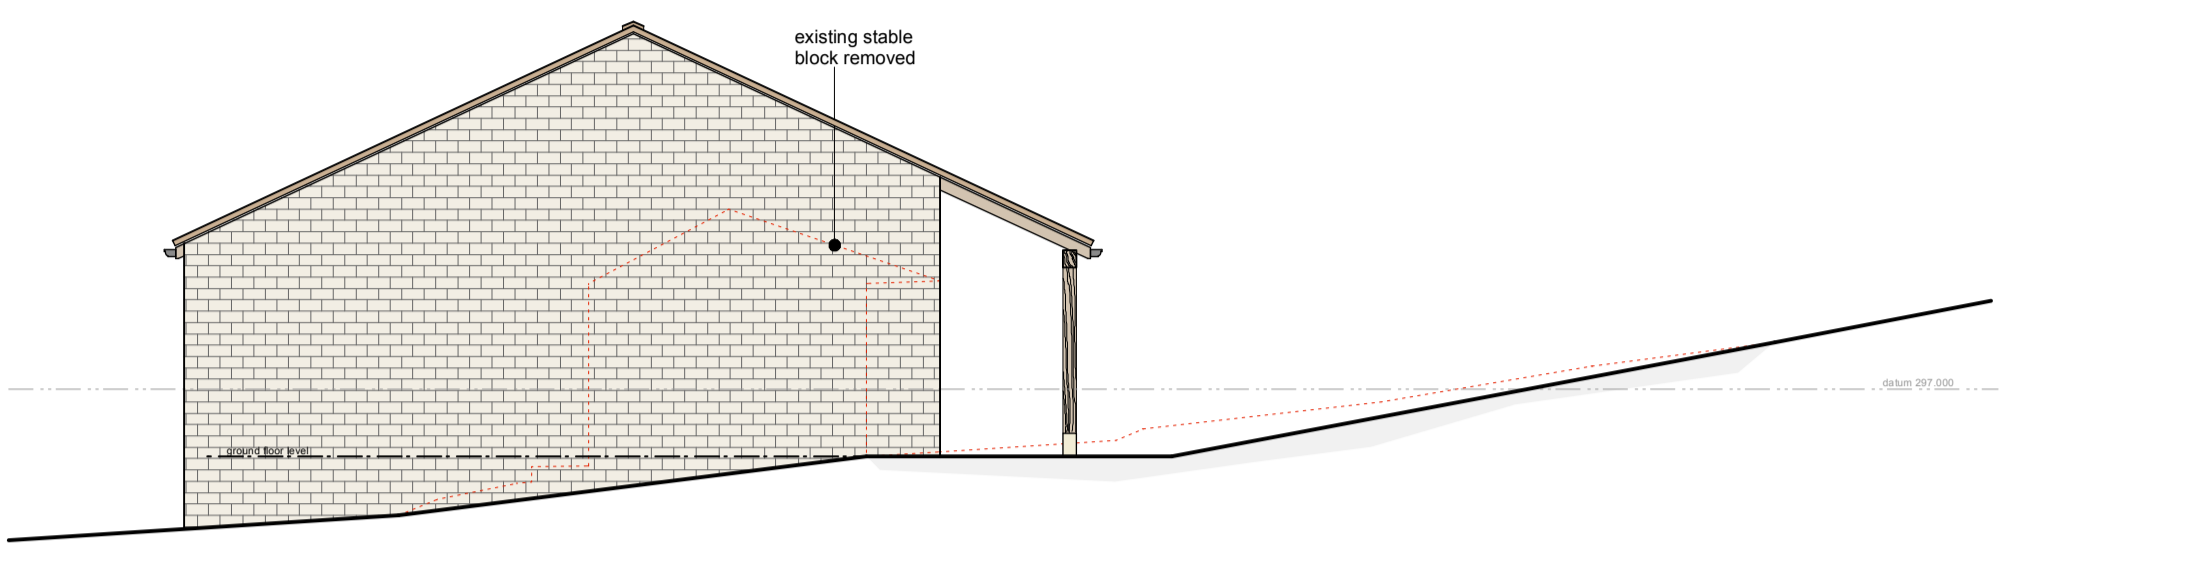 existing stable
block removed
datum 297.000
ground floor level